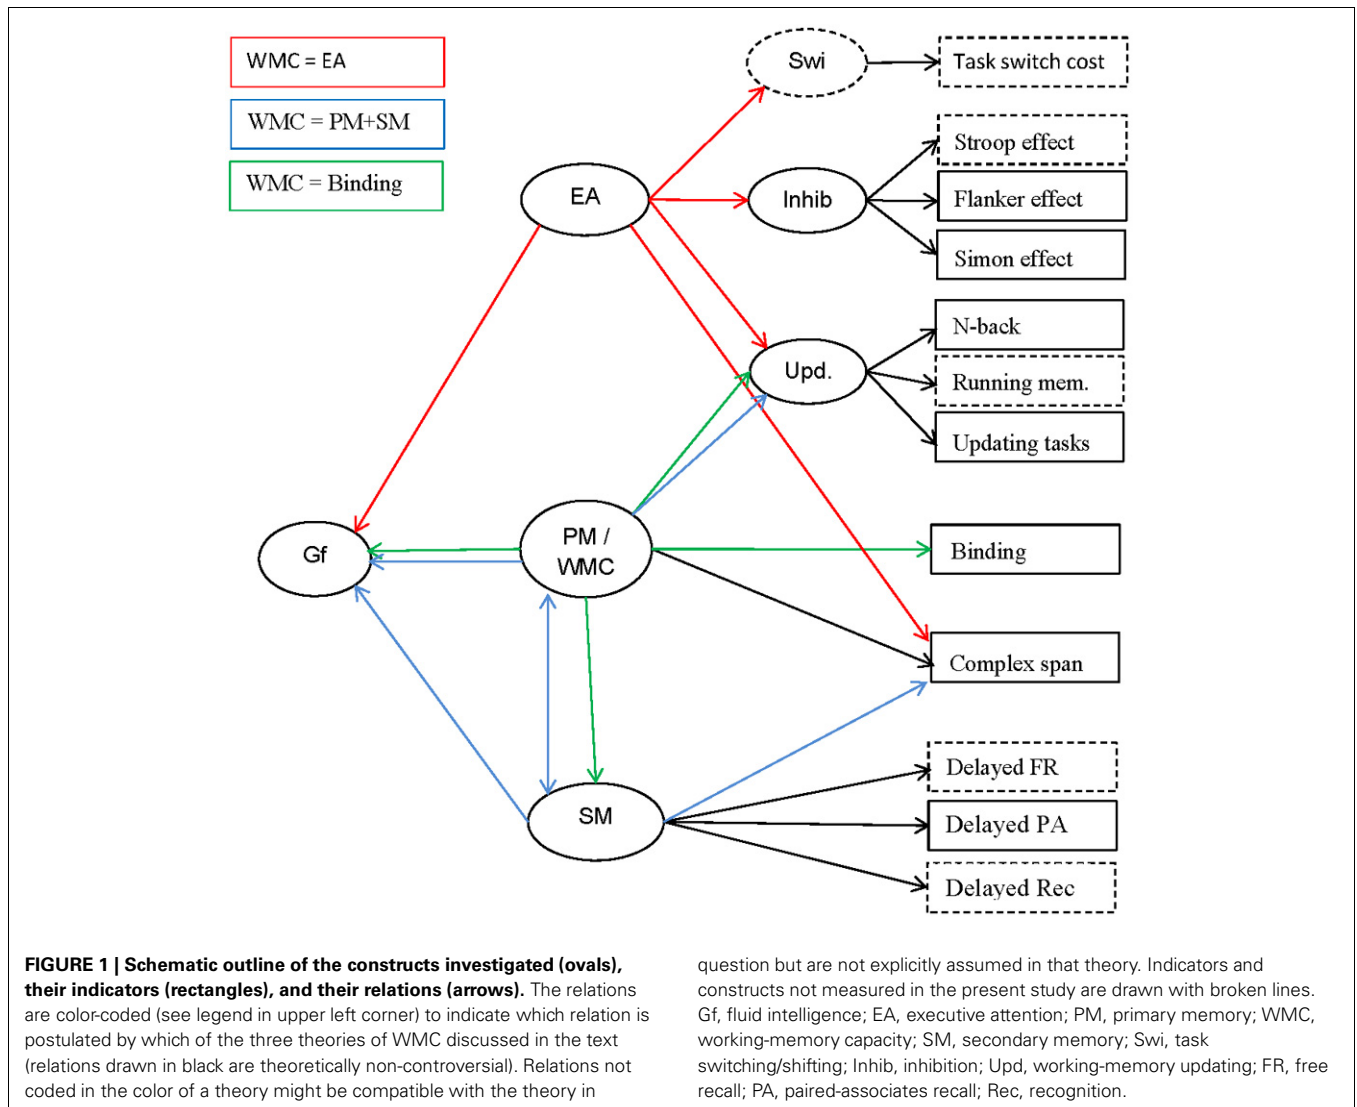 WMC = EA
WMC = PM+SM
WMC = Binding
Swi
Task switch cost
EA
Inhib
Stroop effect
Flanker effect
Simon effect
Upd.
N-back
Running mem.
Updating tasks
Gf
PM /
WMC
Binding
Complex span
SM
Delayed FR
Delayed PA
Delayed Rec
FIGURE 1 | Schematic outline of the constructs investigated (ovals),
their indicators (rectangles), and their relations (arrows). The relations
are color-coded (see legend in upper left corner) to indicate which relation is
postulated by which of the three theories of WMC discussed in the text
(relations drawn in black are theoretically non-controversial). Relations not
coded in the color of a theory might be compatible with the theory in
question but are not explicitly assumed in that theory. Indicators and
constructs not measured in the present study are drawn with broken lines.
Gf, fluid intelligence; EA, executive attention; PM, primary memory; WMC,
working-memory capacity; SM, secondary memory; Swi, task
switching/shifting; Inhib, inhibition; Upd, working-memory updating; FR, free
recall; PA, paired-associates recall; Rec, recognition.